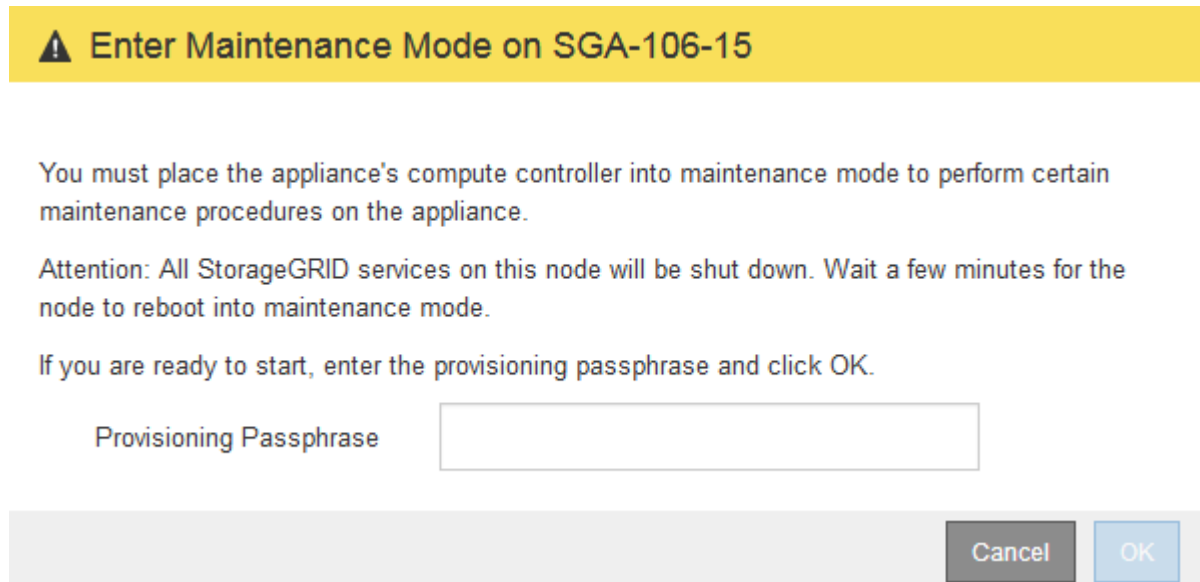 Enter Maintenance Mode on SGA-106-15
You must place the appliance's compute controller into maintenance mode to perform certain
maintenance procedures on the appliance.
Attention: All StorageGRID services on this node will be shut down. Wait a few minutes for the
node to reboot into maintenance mode.
If you are ready to start, enter the provisioning passphrase and click OK.
Provisioning Passphrase
Cancel OK